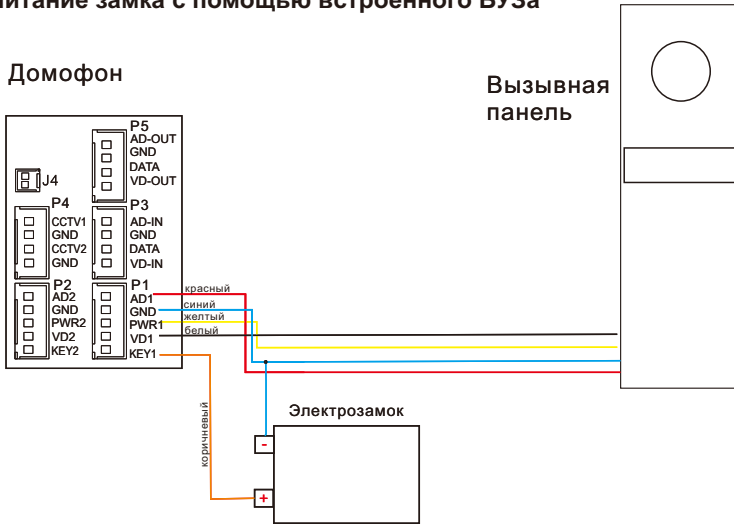 питание замка с помощью встроенного БУЗа
Домофон
Вызывная
панель
P5
AD-OUT
GND
DATA
VD-OUT
J4
P4
CCTV1
GND
CCTV2
GND
P3
AD-IN
GND
DATA
VD-IN
P2
AD2
GND
PWR2
VD2
KEY2
P1
AD1
GND
PWR1
VD1
KEY1
красный
синий
желтый
белый
коричневый
Электрозамок
-
+